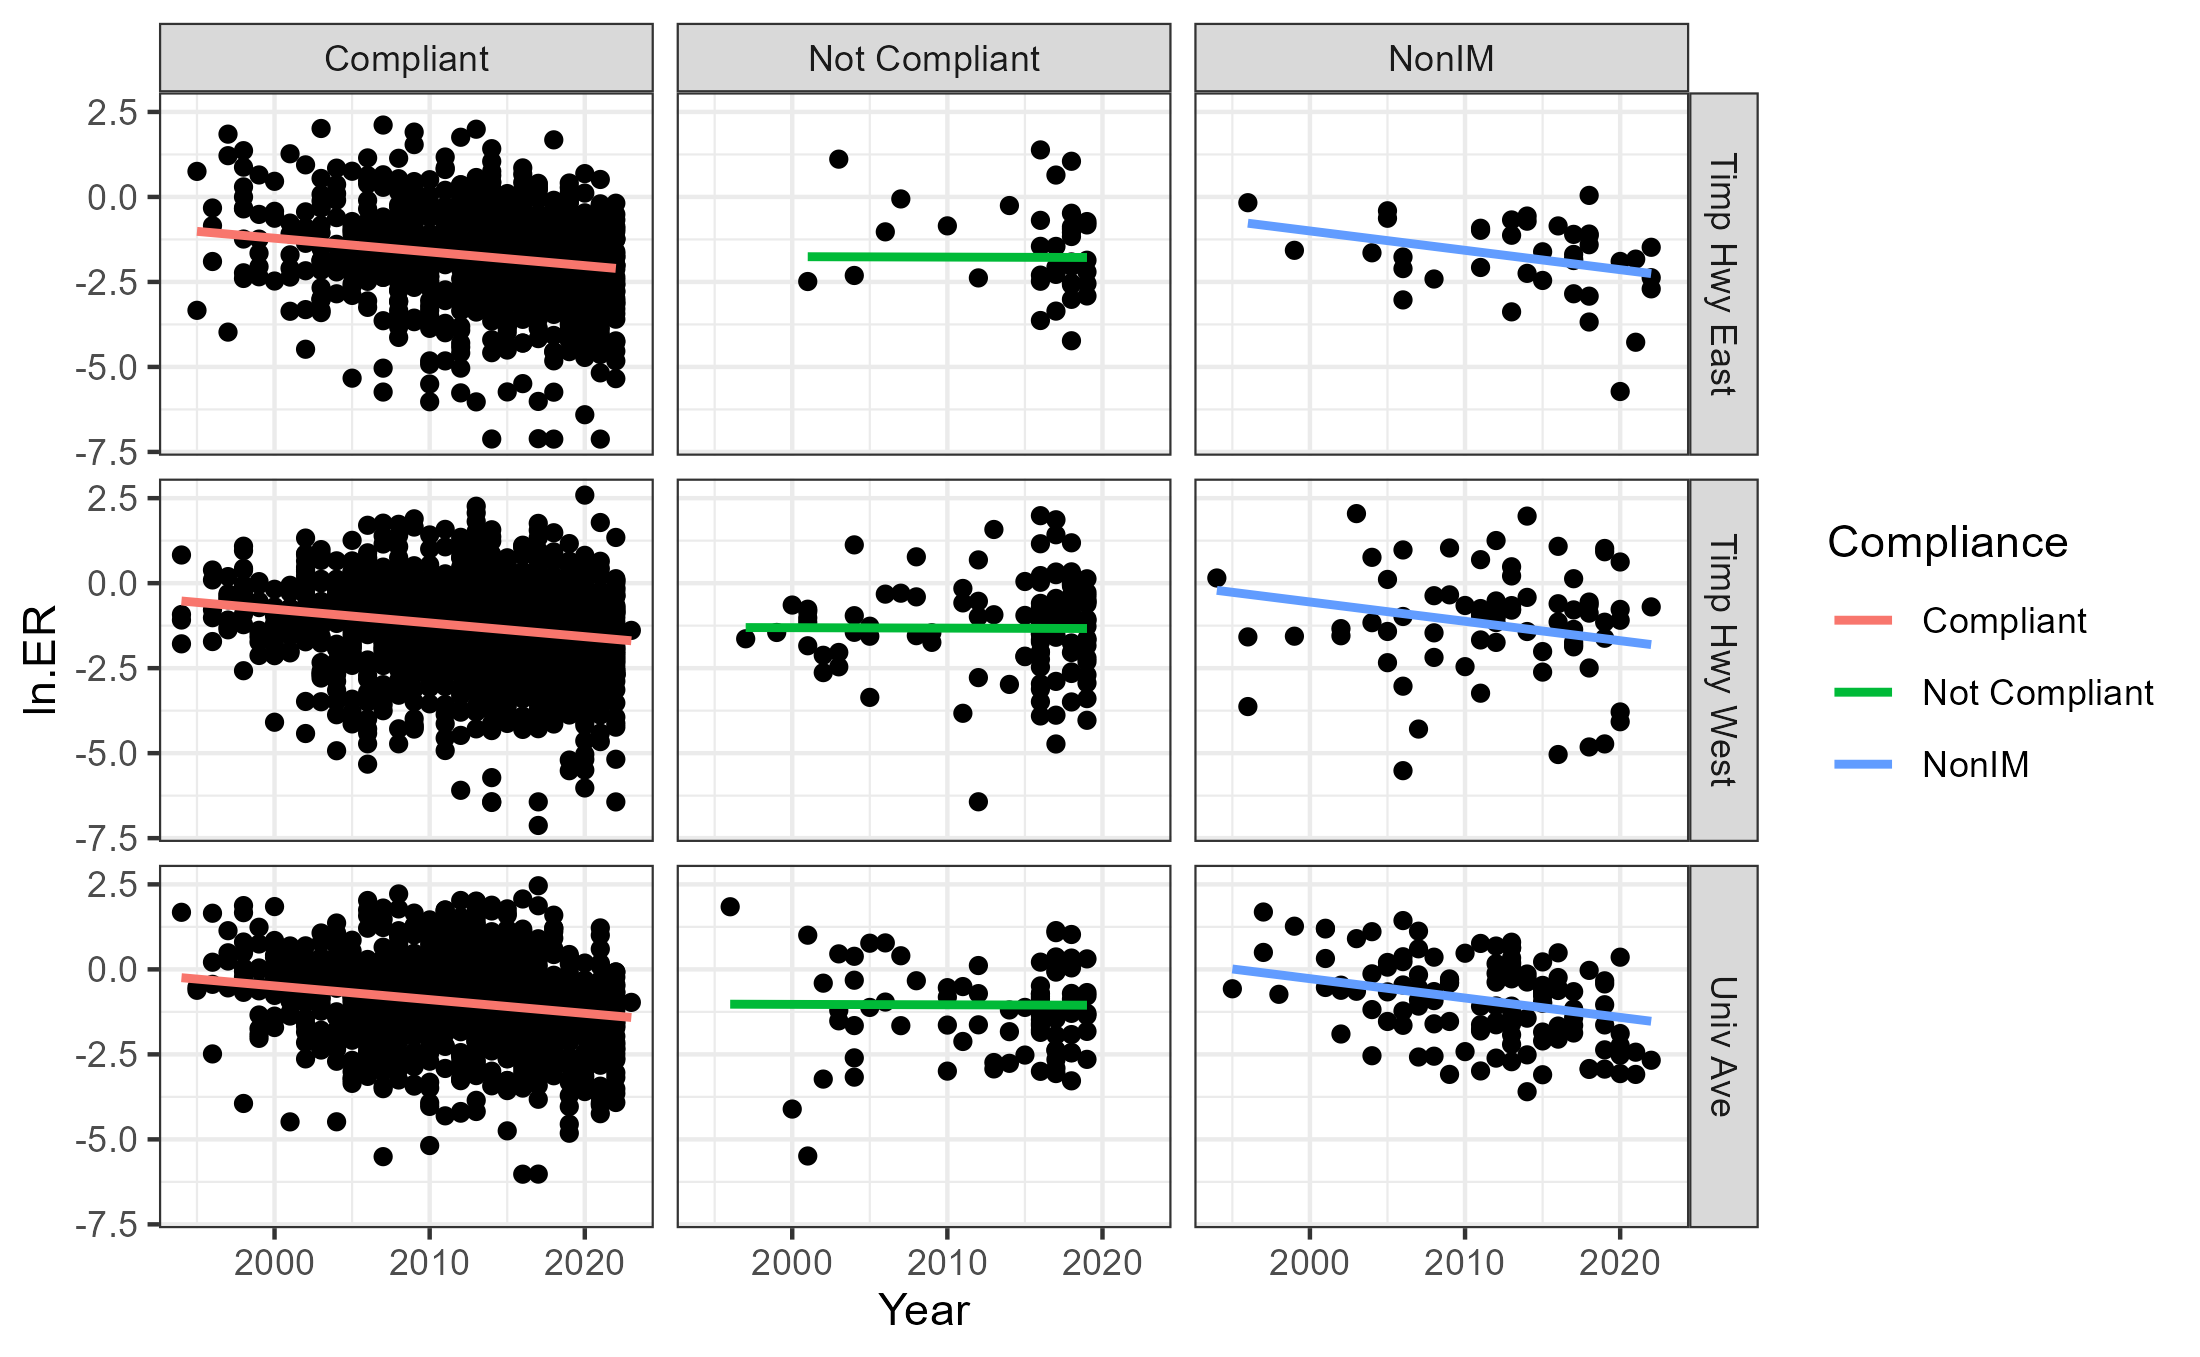 Compliant Not Compliant NonIM
2.5
0.0
-2.5
-5.0
-7.5
Timp Hwy East
2.5
0.0
-2.5
-5.0
-7.5
Timp Hwy West
2.5
0.0
-2.5
-5.0
-7.5
Univ Ave
ln.ER
2000 2010 2020 2000 2010 2020 2000 2010 2020
Year
Compliance
Compliant
Not Compliant
NonIM